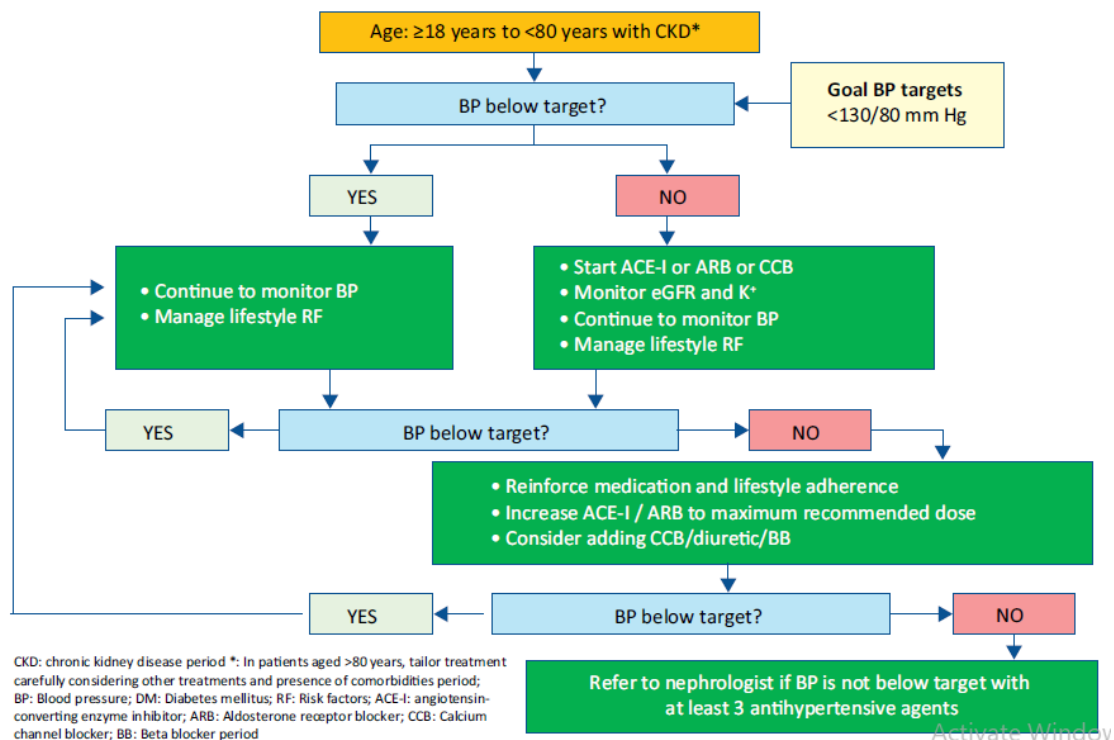 Age: ≥18 years to <80 years with CKD*
BP below target?
Goal BP targets
<130/80 mm Hg
YES
NO
• Continue to monitor BP
• Manage lifestyle RF
• Start ACE-I or ARB or CCB
• Monitor eGFR and K⁺
• Continue to monitor BP
• Manage lifestyle RF
YES
BP below target?
NO
• Reinforce medication and lifestyle adherence
• Increase ACE-I / ARB to maximum recommended dose
• Consider adding CCB/diuretic/BB
YES
BP below target?
NO
CKD: chronic kidney disease period *: In patients aged >80 years, tailor treatment
carefully considering other treatments and presence of comorbidities period;
BP: Blood pressure; DM: Diabetes mellitus; RF: Risk factors; ACE-I: angiotensin-
converting enzyme inhibitor; ARB: Aldosterone receptor blocker; CCB: Calcium
channel blocker; BB: Beta blocker period
Refer to nephrologist if BP is not below target with
at least 3 antihypertensive agents
Activate Window